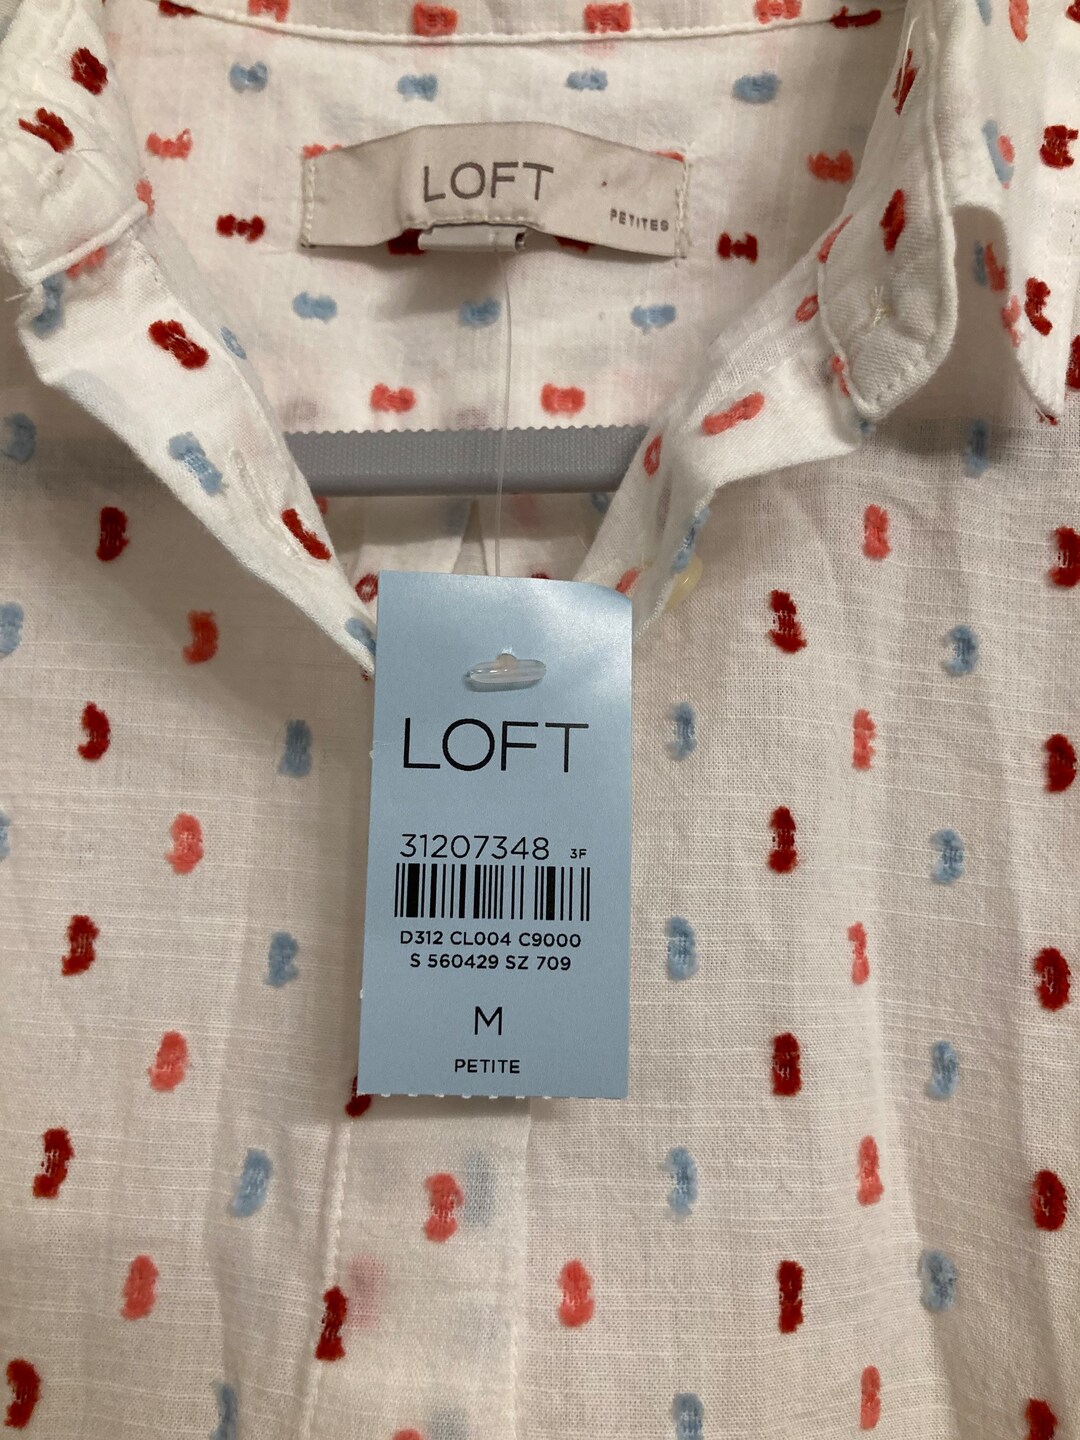 LOFT
PETITES
LOFT
31207348 3F
D312 CL004 C9000
S 560429 SZ 709
M
PETITE